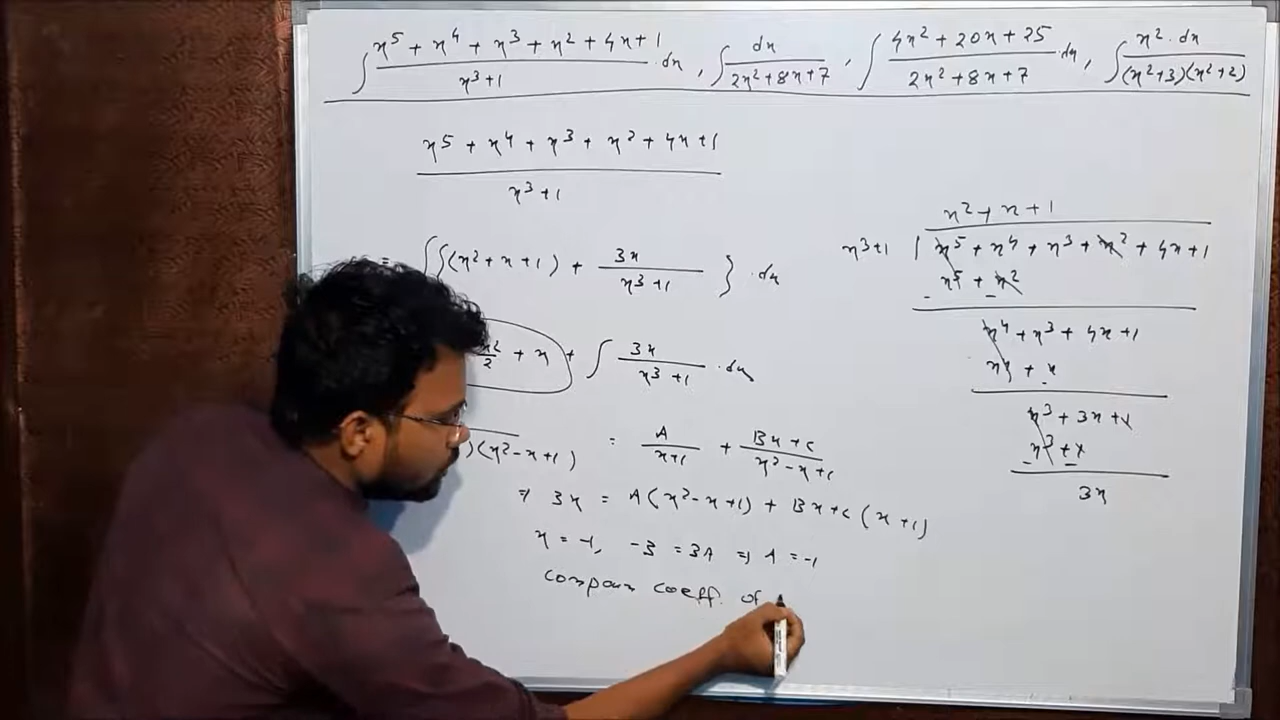 ∫ x⁵ + x⁴ + x³ + x² + 4x + 1 / x³+1 · dx , ∫ dx / 2x²+8x+7 , ∫ 4x² + 20x + 25 / 2x² + 8x + 7 · dx , ∫ x² · dx / (x²+3)(x²+2)
x⁵ + x⁴ + x³ + x² + 4x + 1
x³ + 1
= ∫ { (x² + x + 1) + 3x / x³+1 } · dx
x²/2 + x + ∫ 3x / x³ + 1 · dx
)(x² - x + 1) = A / x+1 + Bx + C / x² - x + 1
⇒ 3x = A(x² - x + 1) + Bx + C (x + 1)
x = -1, -3 = 3A ⇒ A = -1
coeff. of
x² + x + 1
x³+1 ) x⁵ + x⁴ + x³ + x² + 4x + 1
x⁵ + x²
- -
x⁴ + x³ + 4x + 1
x⁴ + x
- -
x³ + 3x + 1
x³ + 1
- -
3x